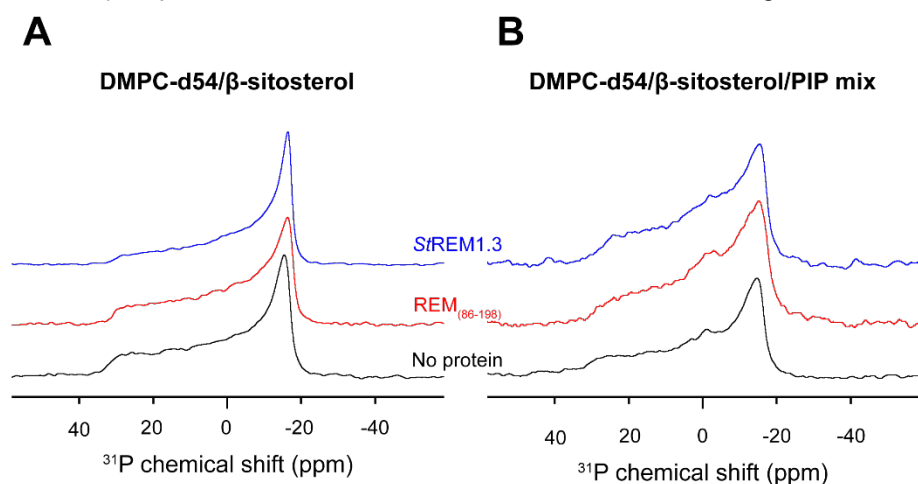 A
B
DMPC-d54/β-sitosterol
DMPC-d54/β-sitosterol/PIP mix
StREM1.3
REM(86-198)
No protein
40 20 0 -20 -40
40 20 0 -20 -40
31P chemical shift (ppm)
31P chemical shift (ppm)